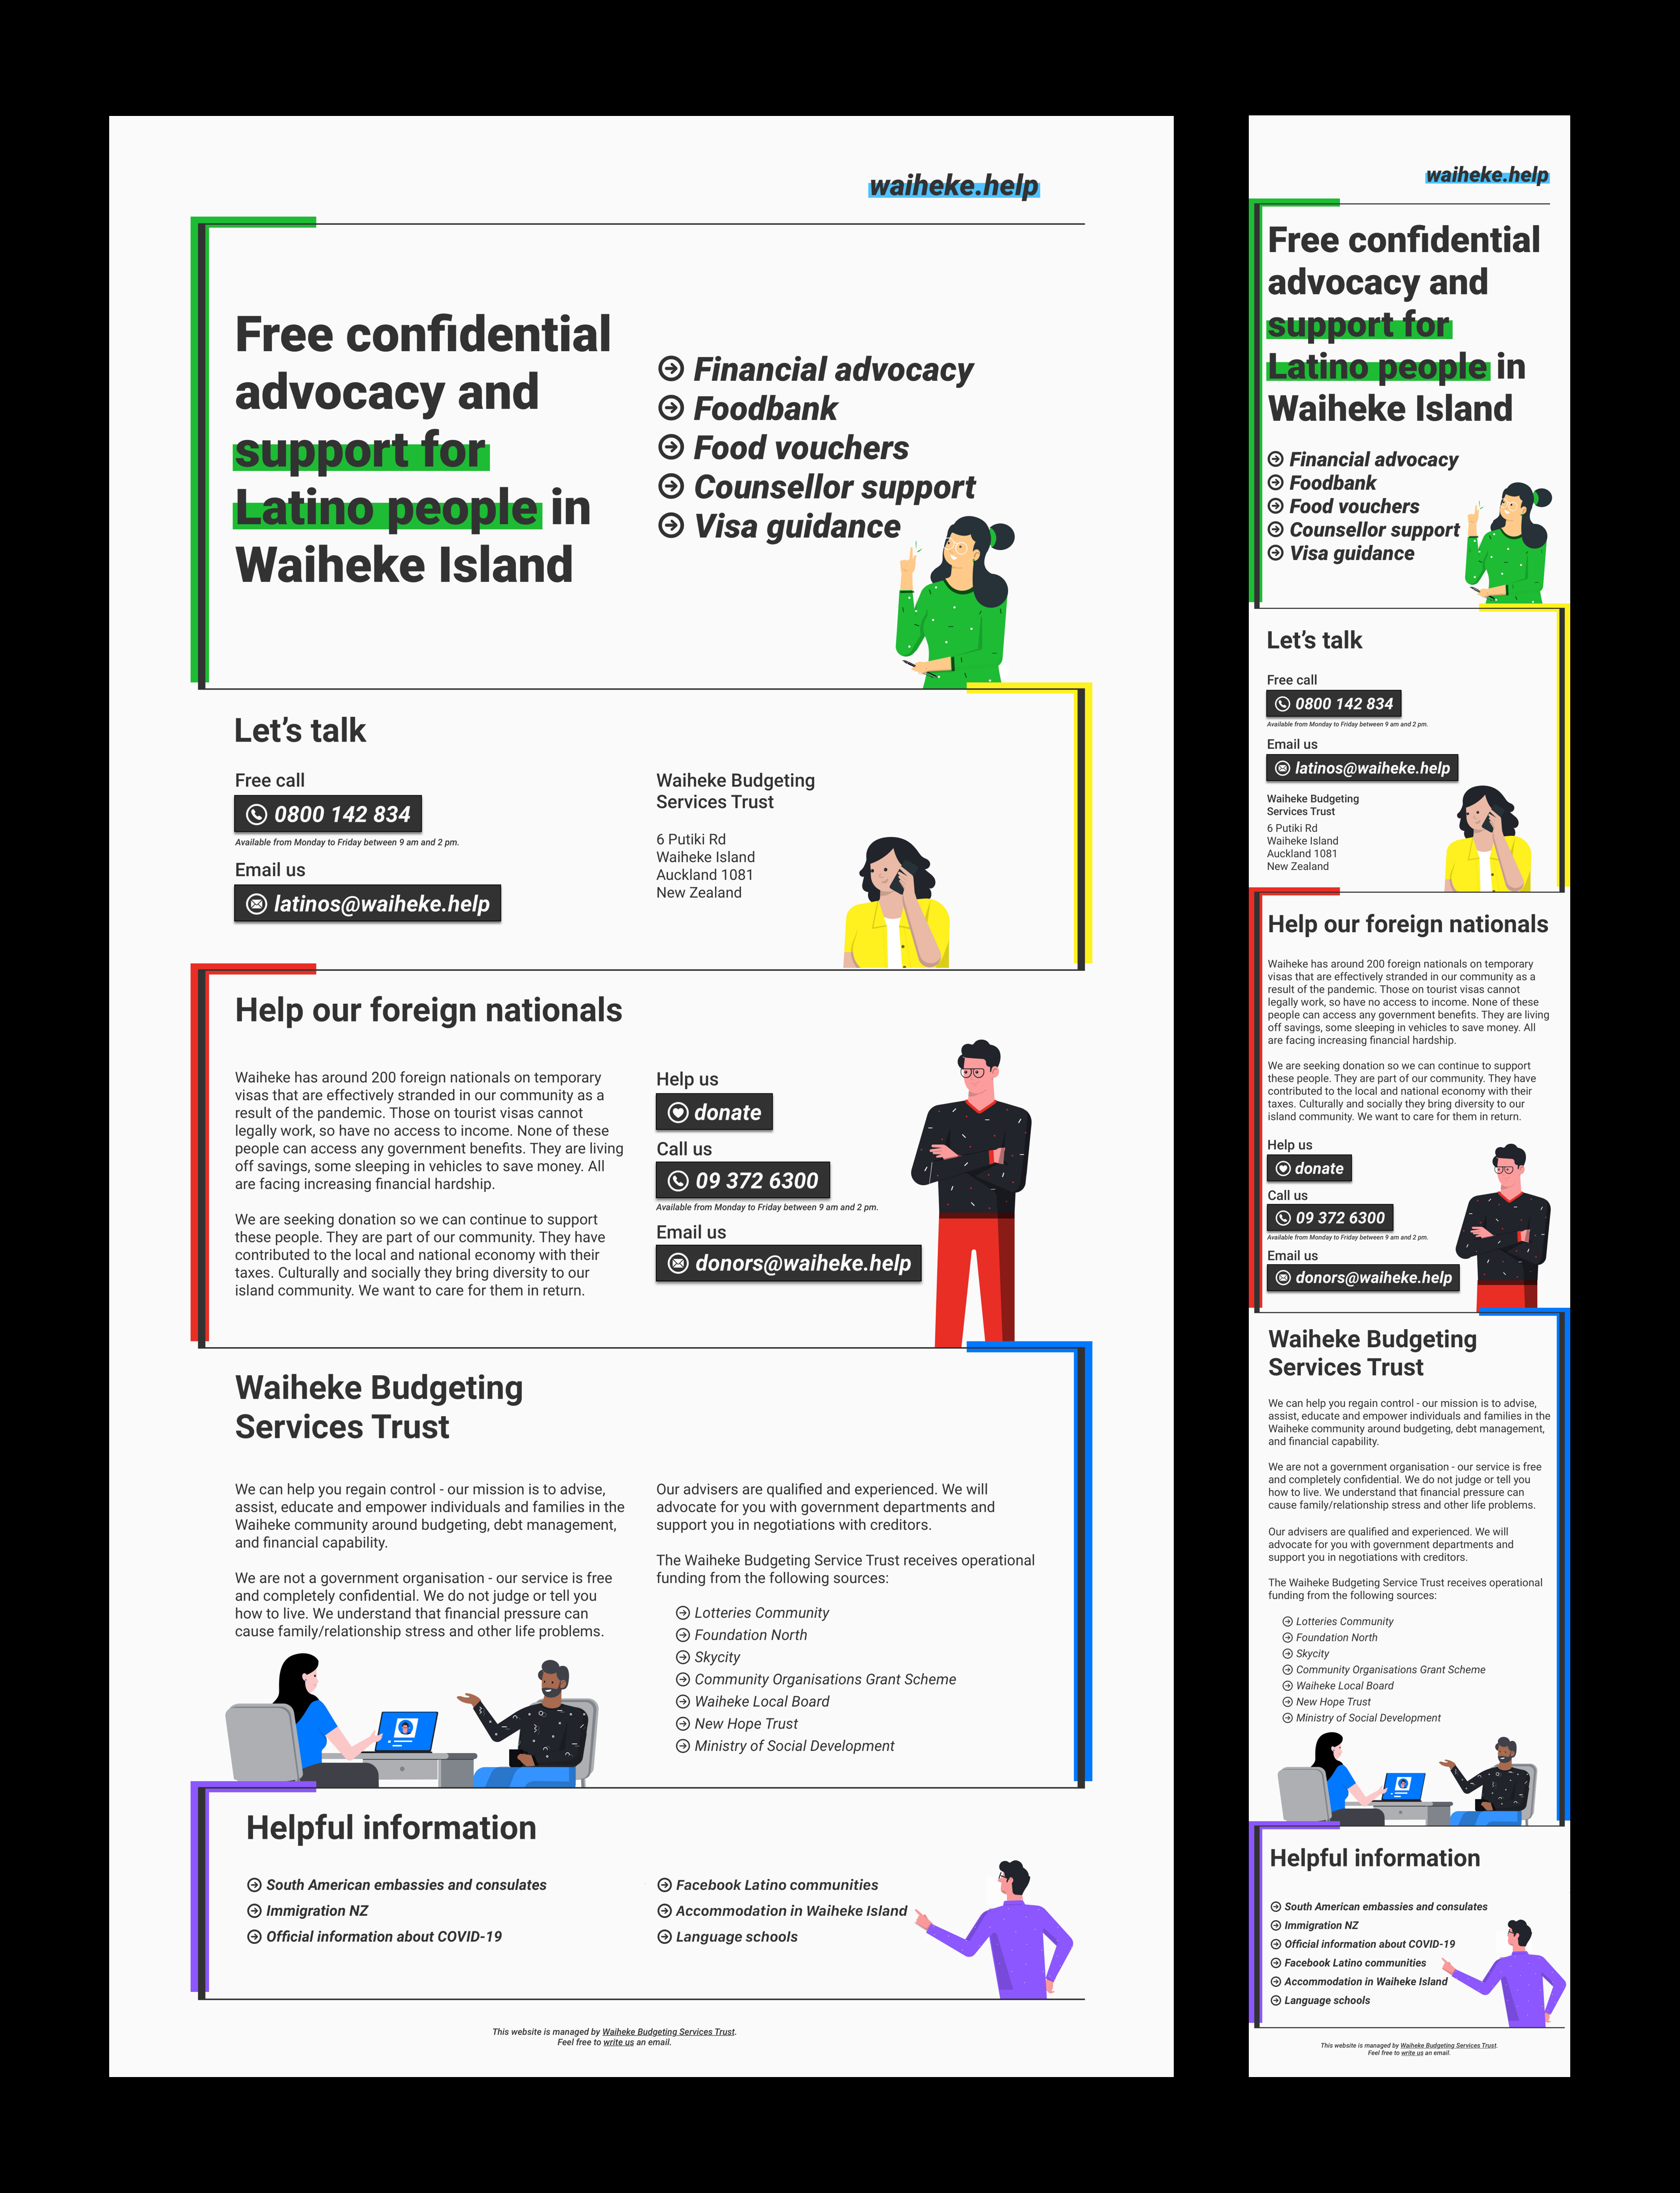 waiheke.help
Free confidential
advocacy and
support for
Latino people in
Waiheke Island
Financial advocacy
Foodbank
Food vouchers
Counsellor support
Visa guidance
Let's talk
Free call
0800 142 834
Available from Monday to Friday between 9 am and 2 pm.
Email us
latinos@waiheke.help
Waiheke Budgeting
Services Trust
6 Putiki Rd
Waiheke Island
Auckland 1081
New Zealand
Help our foreign nationals
Waiheke has around 200 foreign nationals on temporary
visas that are effectively stranded in our community as a
result of the pandemic. Those on tourist visas cannot
legally work, so have no access to income. None of these
people can access any government benefits. They are living
off savings, some sleeping in vehicles to save money. All
are facing increasing financial hardship.
We are seeking donation so we can continue to support
these people. They are part of our community. They have
contributed to the local and national economy with their
taxes. Culturally and socially they bring diversity to our
island community. We want to care for them in return.
Help us
donate
Call us
09 372 6300
Available from Monday to Friday between 9 am and 2 pm.
Email us
donors@waiheke.help
Waiheke Budgeting
Services Trust
We can help you regain control - our mission is to advise,
assist, educate and empower individuals and families in the
Waiheke community around budgeting, debt management,
and financial capability.
We are not a government organisation - our service is free
and completely confidential. We do not judge or tell you
how to live. We understand that financial pressure can
cause family/relationship stress and other life problems.
Our advisers are qualified and experienced. We will
advocate for you with government departments and
support you in negotiations with creditors.
The Waiheke Budgeting Service Trust receives operational
funding from the following sources:
Lotteries Community
Foundation North
Skycity
Community Organisations Grant Scheme
Waiheke Local Board
New Hope Trust
Ministry of Social Development
Helpful information
South American embassies and consulates
Immigration NZ
Official information about COVID-19
Facebook Latino communities
Accommodation in Waiheke Island
Language schools
This website is managed by Waiheke Budgeting Services Trust.
Feel free to write us an email.
waiheke.help
Free confidential
advocacy and
support for
Latino people in
Waiheke Island
Financial advocacy
Foodbank
Food vouchers
Counsellor support
Visa guidance
Let's talk
Free call
0800 142 834
Available from Monday to Friday between 9 am and 2 pm.
Email us
latinos@waiheke.help
Waiheke Budgeting
Services Trust
6 Putiki Rd
Waiheke Island
Auckland 1081
New Zealand
Help our foreign nationals
Waiheke has around 200 foreign nationals on temporary
visas that are effectively stranded in our community as a
result of the pandemic. Those on tourist visas cannot
legally work, so have no access to income. None of these
people can access any government benefits. They are living
off savings, some sleeping in vehicles to save money. All
are facing increasing financial hardship.
We are seeking donation so we can continue to support
these people. They are part of our community. They have
contributed to the local and national economy with their
taxes. Culturally and socially they bring diversity to our
island community. We want to care for them in return.
Help us
donate
Call us
09 372 6300
Available from Monday to Friday between 9 am and 2 pm.
Email us
donors@waiheke.help
Waiheke Budgeting
Services Trust
We can help you regain control - our mission is to advise,
assist, educate and empower individuals and families in the
Waiheke community around budgeting, debt management,
and financial capability.
We are not a government organisation - our service is free
and completely confidential. We do not judge or tell you
how to live. We understand that financial pressure can
cause family/relationship stress and other life problems.
Our advisers are qualified and experienced. We will
advocate for you with government departments and
support you in negotiations with creditors.
The Waiheke Budgeting Service Trust receives operational
funding from the following sources:
Lotteries Community
Foundation North
Skycity
Community Organisations Grant Scheme
Waiheke Local Board
New Hope Trust
Ministry of Social Development
Helpful information
South American embassies and consulates
Immigration NZ
Official information about COVID-19
Facebook Latino communities
Accommodation in Waiheke Island
Language schools
This website is managed by Waiheke Budgeting Services Trust.
Feel free to write us an email.